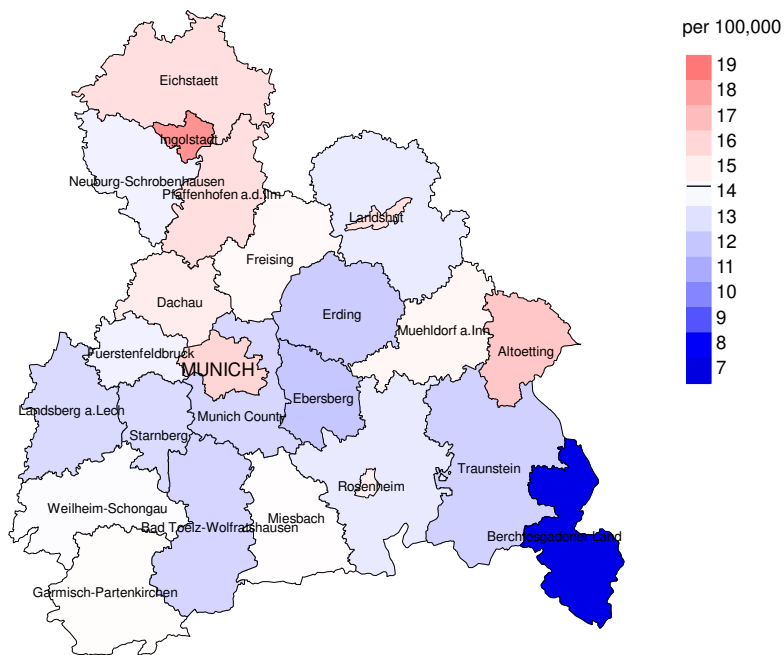 per 100,000
19
18
17
16
15
14
13
12
11
10
9
8
7
Eichstaett
Ingolstadt
Neuburg-Schrobenhausen
Pfaffenhofen a.d.Ilm
Landshut
Freising
Dachau
Erding
Muehldorf a.Inn
Altoetting
Fuerstenfeldbruck
MUNICH
Ebersberg
Landsberg a.Lech
Munich County
Starnberg
Traunstein
Rosenheim
Weilheim-Schongau
Miesbach
Bad Toelz-Wolfratshausen
Berchtesgadener Land
Garmisch-Partenkirchen